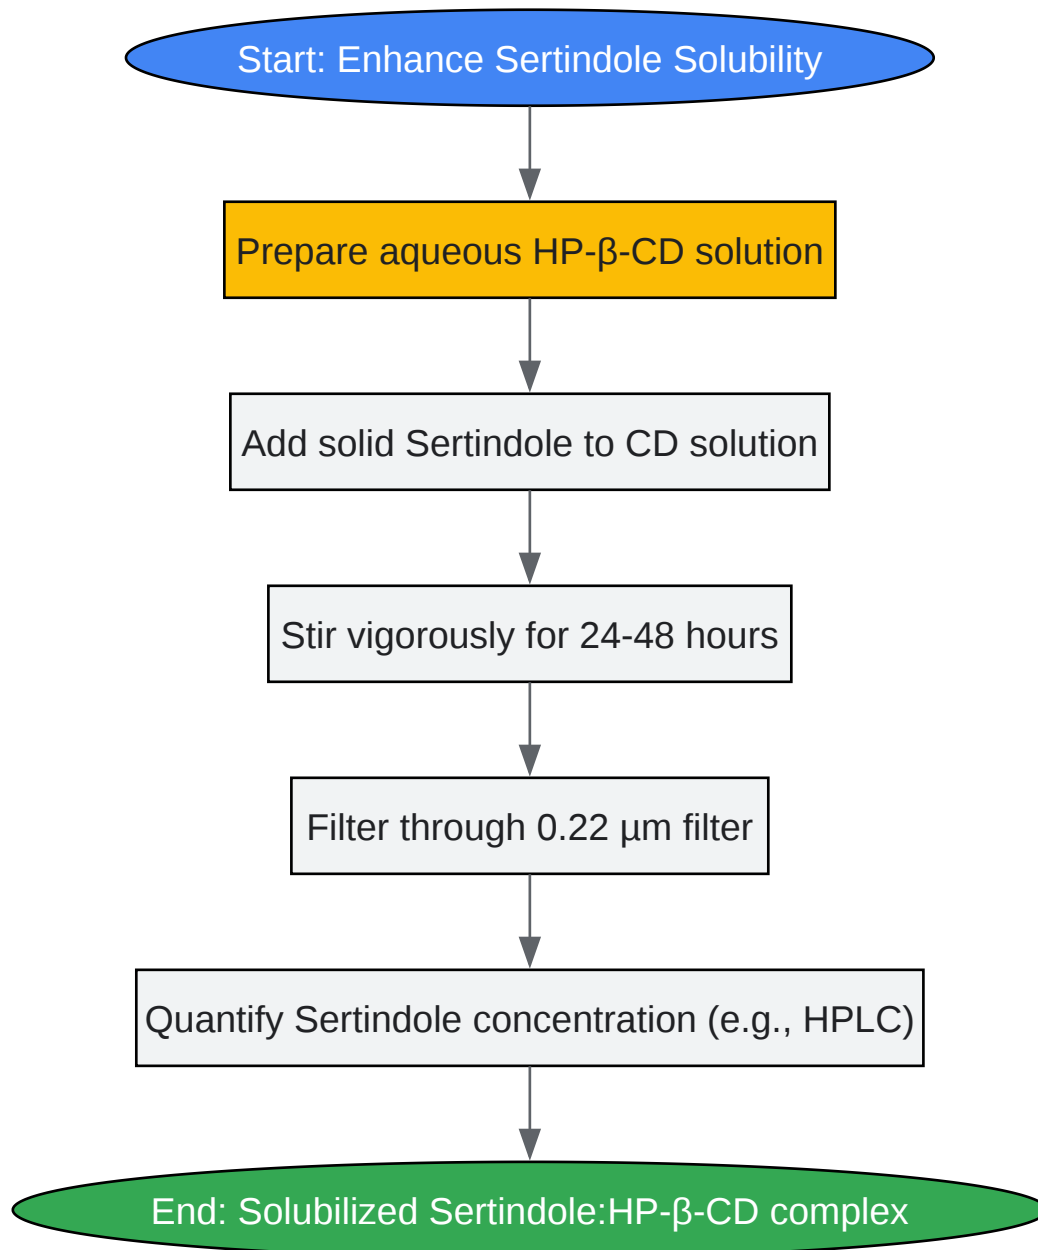 Start: Enhance Sertindole Solubility
Prepare aqueous HP-β-CD solution
Add solid Sertindole to CD solution
Stir vigorously for 24-48 hours
Filter through 0.22 µm filter
Quantify Sertindole concentration (e.g., HPLC)
End: Solubilized Sertindole:HP-β-CD complex